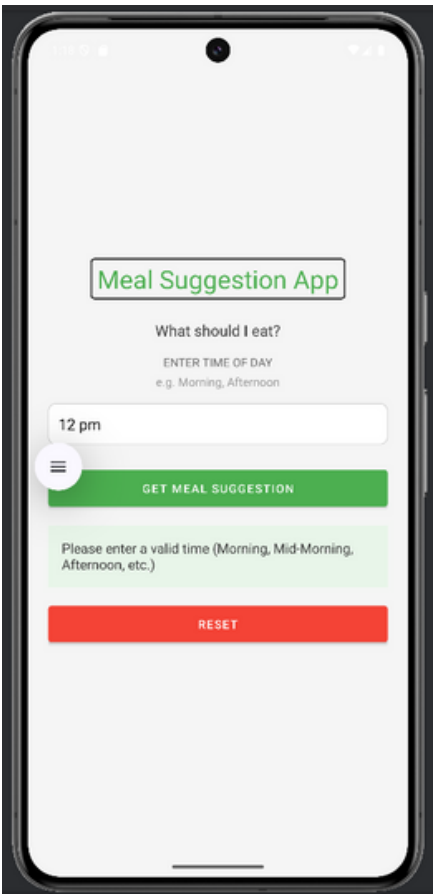 Meal Suggestion App
What should I eat?
ENTER TIME OF DAY
e.g. Morning, Afternoon
12 pm
GET MEAL SUGGESTION
Please enter a valid time (Morning, Mid-Morning,
Afternoon, etc.)
RESET